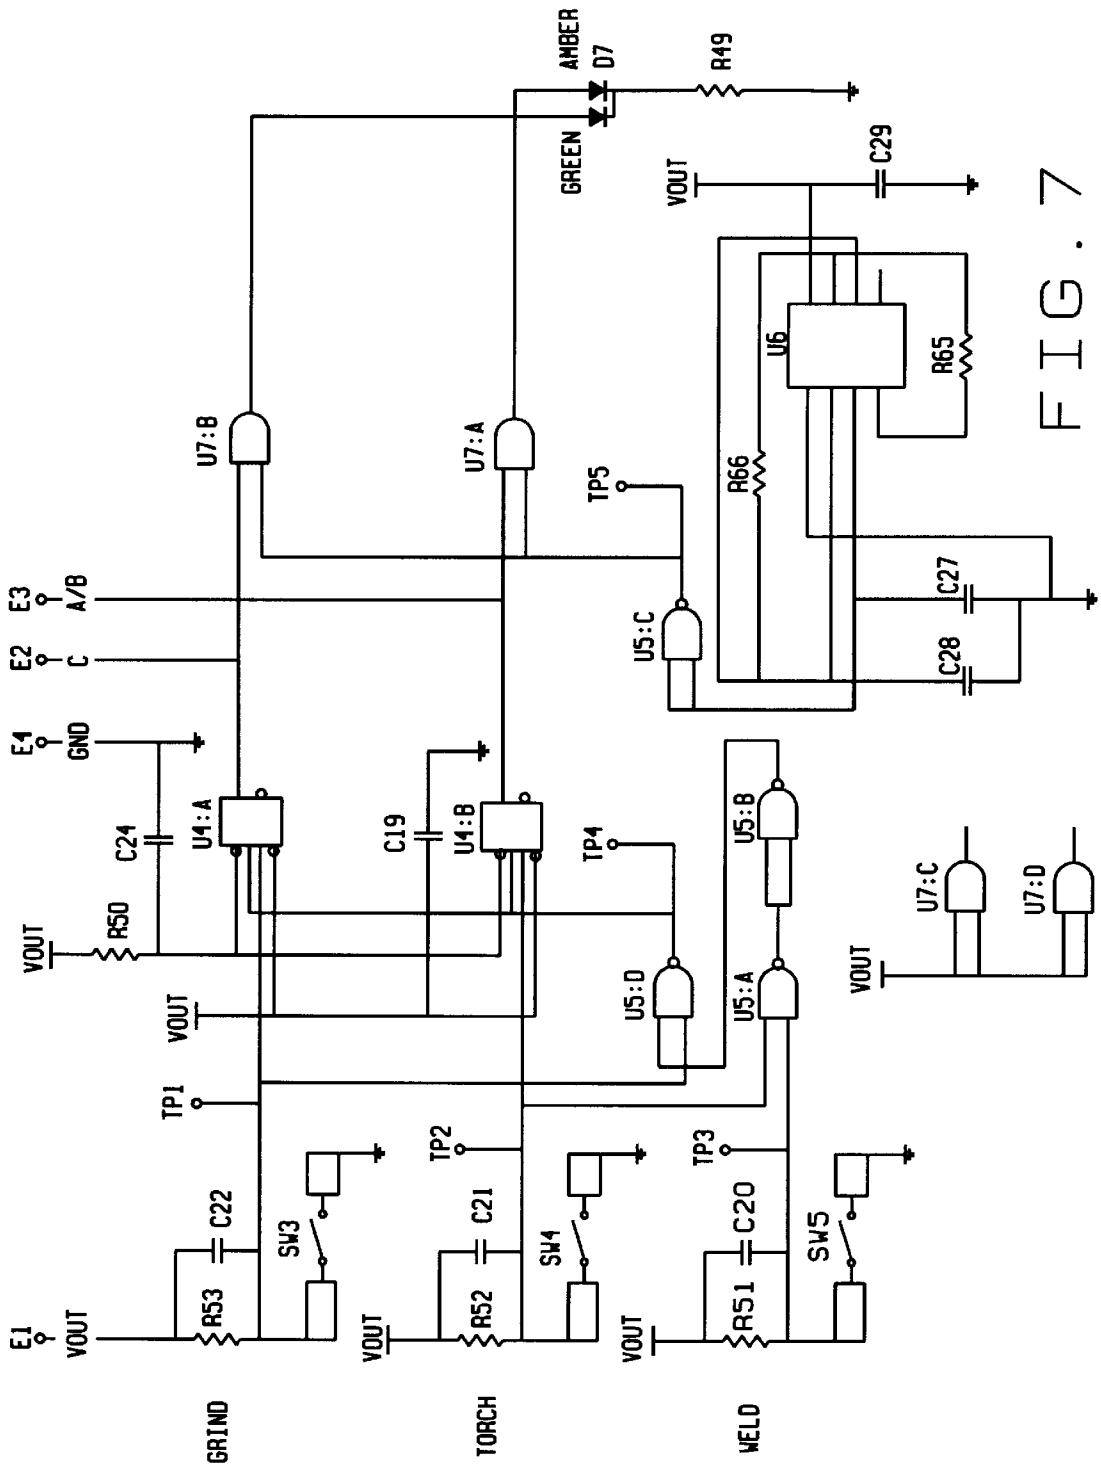 E1
VOUT
E4
GND
E2
C
E3
A/B
GRIND
R53
C22
TP1
SW3
VOUT
VOUT
R50
C24
U4:A
U7:B
AMBER
D7
GREEN
R49
TORCH
VOUT
R52
C21
TP2
SW4
C19
U4:B
U7:A
WELD
VOUT
R51
C20
TP3
SW5
U5:D
TP4
U5:A
U5:B
U5:C
TP5
R66
C28
C27
U6
R65
VOUT
C29
VOUT
U7:C
U7:D
FIG. 7